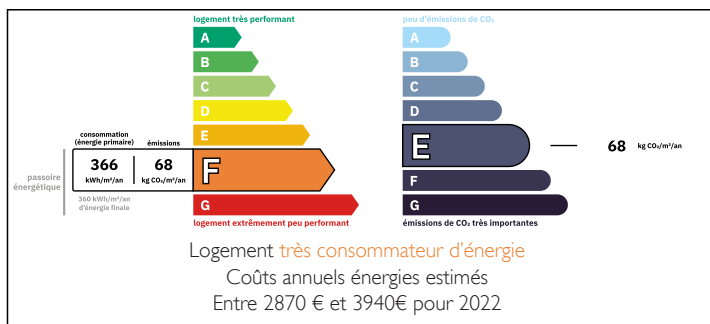 logement très performant
A
B
C
D
E
consommation
(énergie primaire)
émissions
366
kWh/m²/an
68
kg CO₂/m²/an
F
passoire
énergétique
360 kWh/m²/an
d'énergie finale
G
logement extrêmement peu performant
peu d'émissions de CO₂
A
B
C
D
E
68 kg CO₂/m²/an
F
G
émissions de CO₂ très importantes
Logement très consommateur d'énergie
Coûts annuels énergies estimés
Entre 2870 € et 3940€ pour 2022